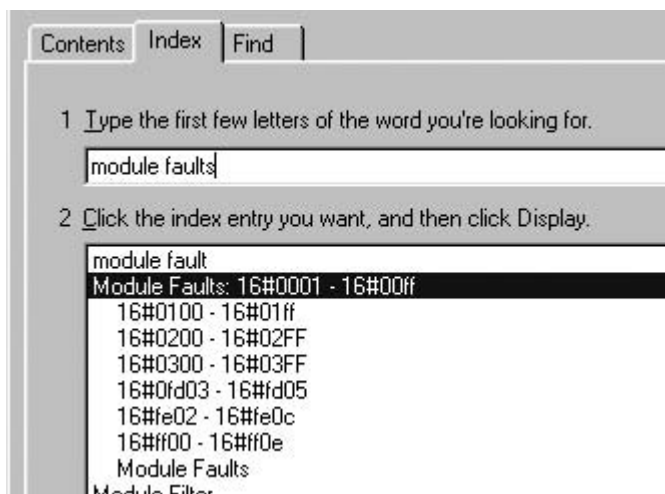 Contents Index Find
1 Type the first few letters of the word you're looking for.
module faults
2 Click the index entry you want, and then click Display.
module fault
Module Faults: 16#0001 - 16#00ff
16#0100 - 16#01ff
16#0200 - 16#02FF
16#0300 - 16#03FF
16#0fd03 - 16#fd05
16#fe02 - 16#fe0c
16#ff00 - 16#ff0e
Module Faults
Module Filter